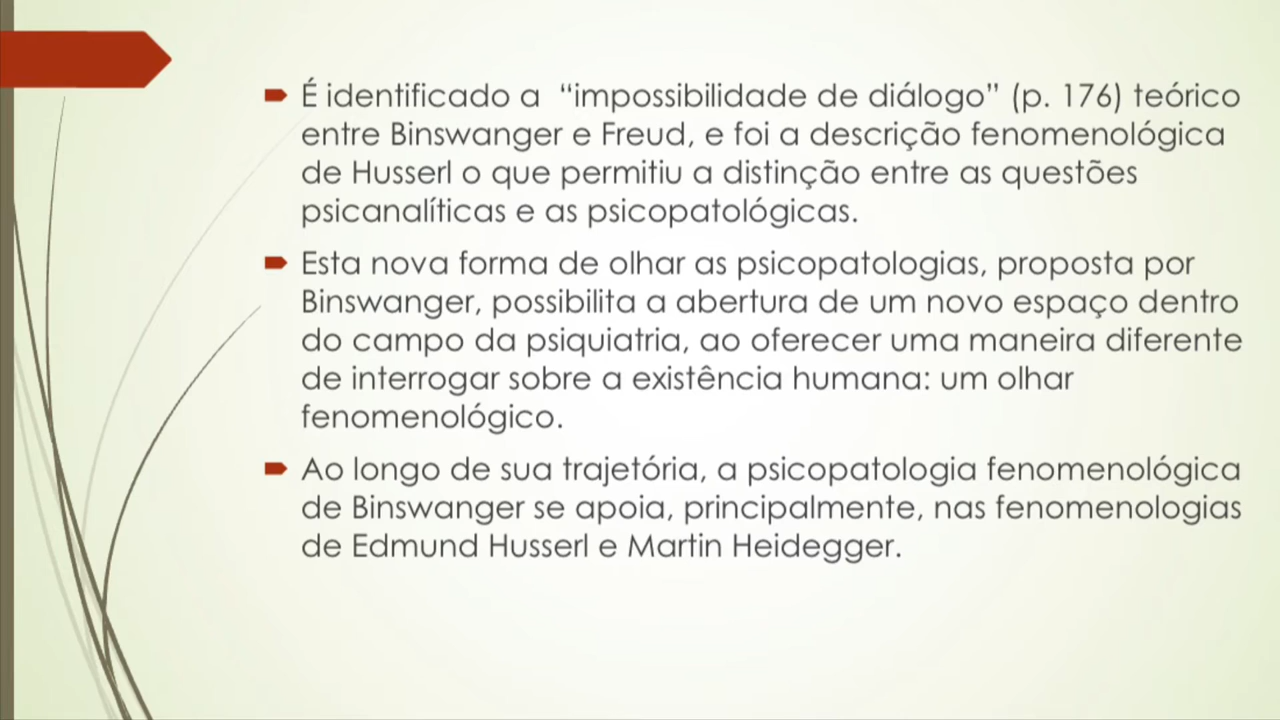 É identificado a “impossibilidade de diálogo” (p. 176) teórico
entre Binswanger e Freud, e foi a descrição fenomenológica
de Husserl o que permitiu a distinção entre as questões
psicanalíticas e as psicopatológicas.
Esta nova forma de olhar as psicopatologias, proposta por
Binswanger, possibilita a abertura de um novo espaço dentro
do campo da psiquiatria, ao oferecer uma maneira diferente
de interrogar sobre a existência humana: um olhar
fenomenológico.
Ao longo de sua trajetória, a psicopatologia fenomenológica
de Binswanger se apoia, principalmente, nas fenomenologias
de Edmund Husserl e Martin Heidegger.